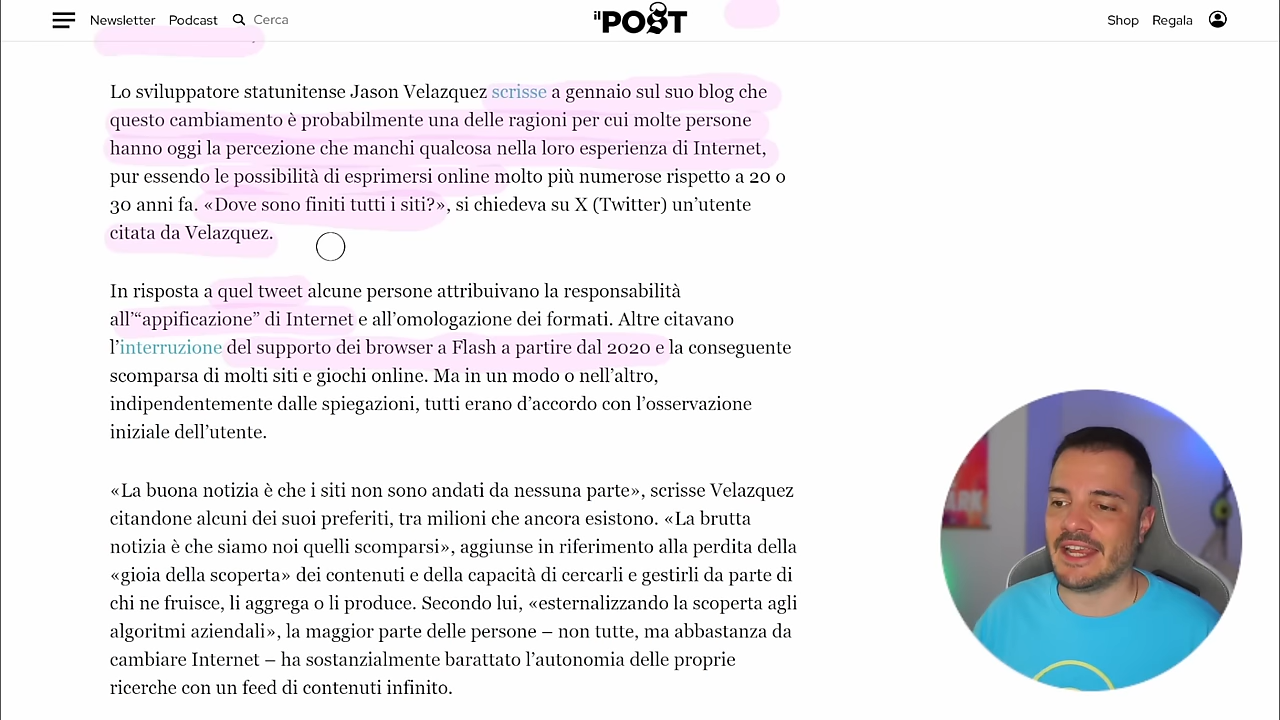 Newsletter Podcast Cerca
il POST
Shop Regala
Lo sviluppatore statunitense Jason Velazquez scrisse a gennaio sul suo blog che
questo cambiamento è probabilmente una delle ragioni per cui molte persone
hanno oggi la percezione che manchi qualcosa nella loro esperienza di Internet,
pur essendo le possibilità di esprimersi online molto più numerose rispetto a 20 o
30 anni fa. «Dove sono finiti tutti i siti?», si chiedeva su X (Twitter) un’utente
citata da Velazquez.
In risposta a quel tweet alcune persone attribuivano la responsabilità
all’“appificazione” di Internet e all’omologazione dei formati. Altre citavano
l’interruzione del supporto dei browser a Flash a partire dal 2020 e la conseguente
scomparsa di molti siti e giochi online. Ma in un modo o nell’altro,
indipendentemente dalle spiegazioni, tutti erano d’accordo con l’osservazione
iniziale dell’utente.
«La buona notizia è che i siti non sono andati da nessuna parte», scrisse Velazquez
citandone alcuni dei suoi preferiti, tra milioni che ancora esistono. «La brutta
notizia è che siamo noi quelli scomparsi», aggiunse in riferimento alla perdita della
«gioia della scoperta» dei contenuti e della capacità di cercarli e gestirli da parte di
chi ne fruisce, li aggrega o li produce. Secondo lui, «esternalizzando la scoperta agli
algoritmi aziendali», la maggior parte delle persone – non tutte, ma abbastanza da
cambiare Internet – ha sostanzialmente barattato l’autonomia delle proprie
ricerche con un feed di contenuti infinito.